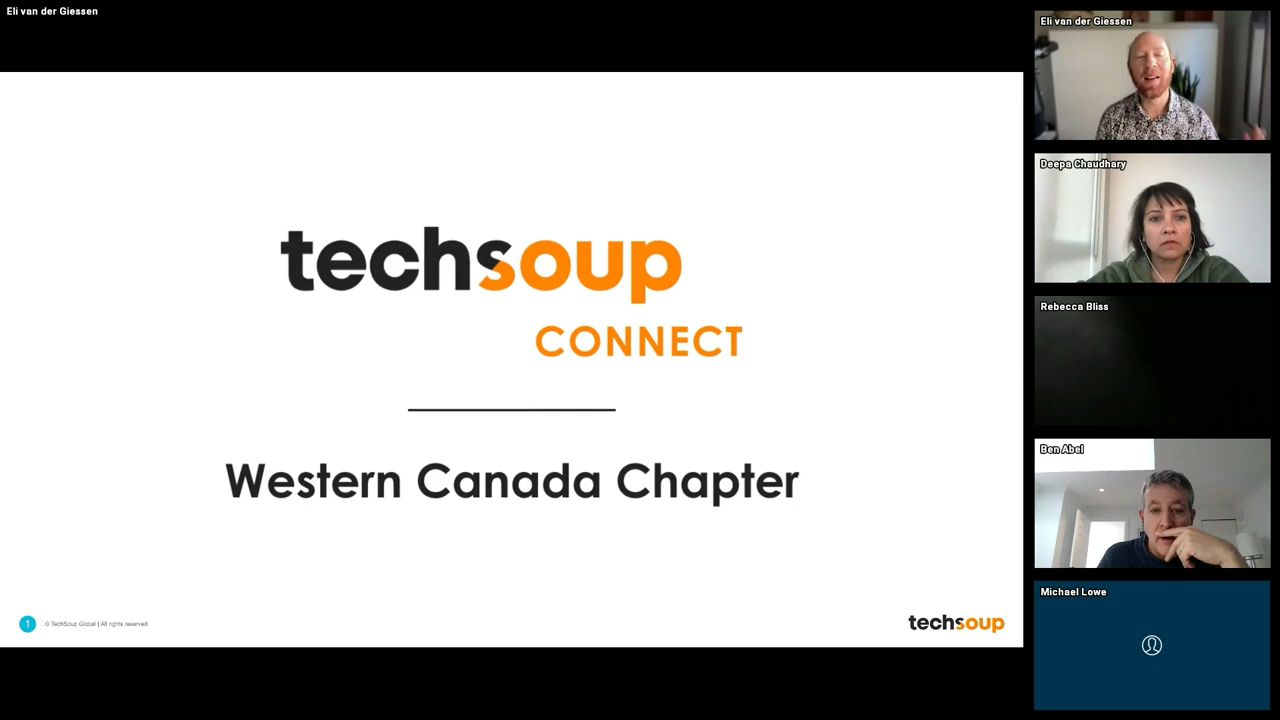 Eli van der Giessen
techsoup
CONNECT
Western Canada Chapter
1
© TechSoup Global | All rights reserved
techsoup
Eli van der Giessen
Deepa Chaudhary
Rebecca Bliss
Ben Abel
Michael Lowe